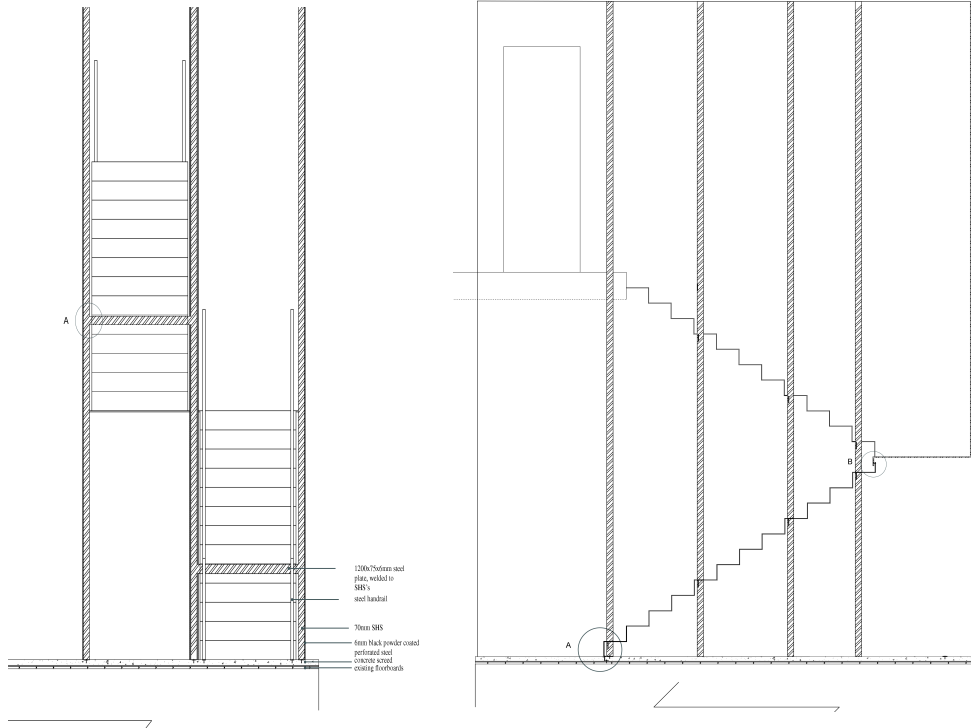 A
1200x75x6mm steel
plate, welded to
SHS's
steel handrail
70mm SHS
6mm black powder coated
perforated steel
concrete screed
existing floorboards
B
A